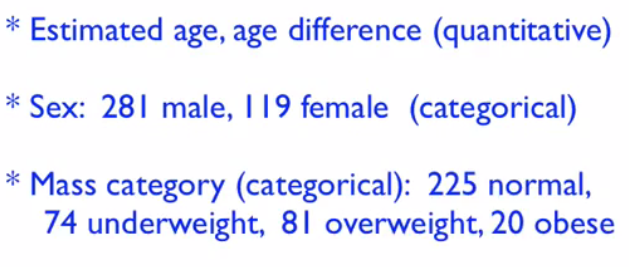 * Estimated age, age difference (quantitative)
* Sex: 281 male, 119 female (categorical)
* Mass category (categorical): 225 normal,
74 underweight, 81 overweight, 20 obese